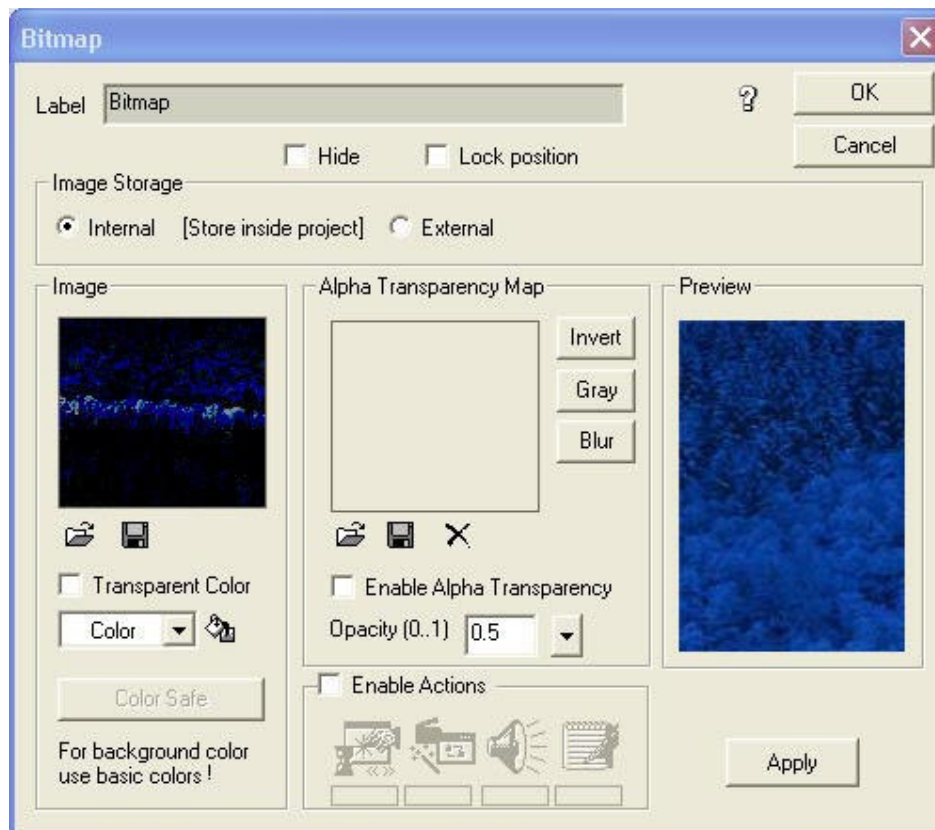 Bitmap
Label Bitmap
OK
Cancel
Hide Lock position
Image Storage
Internal [Store inside project] External
Image
Alpha Transparency Map
Preview
Invert
Gray
Blur
Transparent Color
Enable Alpha Transparency
Color
Opacity (0..1) 0.5
Color Safe
Enable Actions
For background color
use basic colors !
Apply